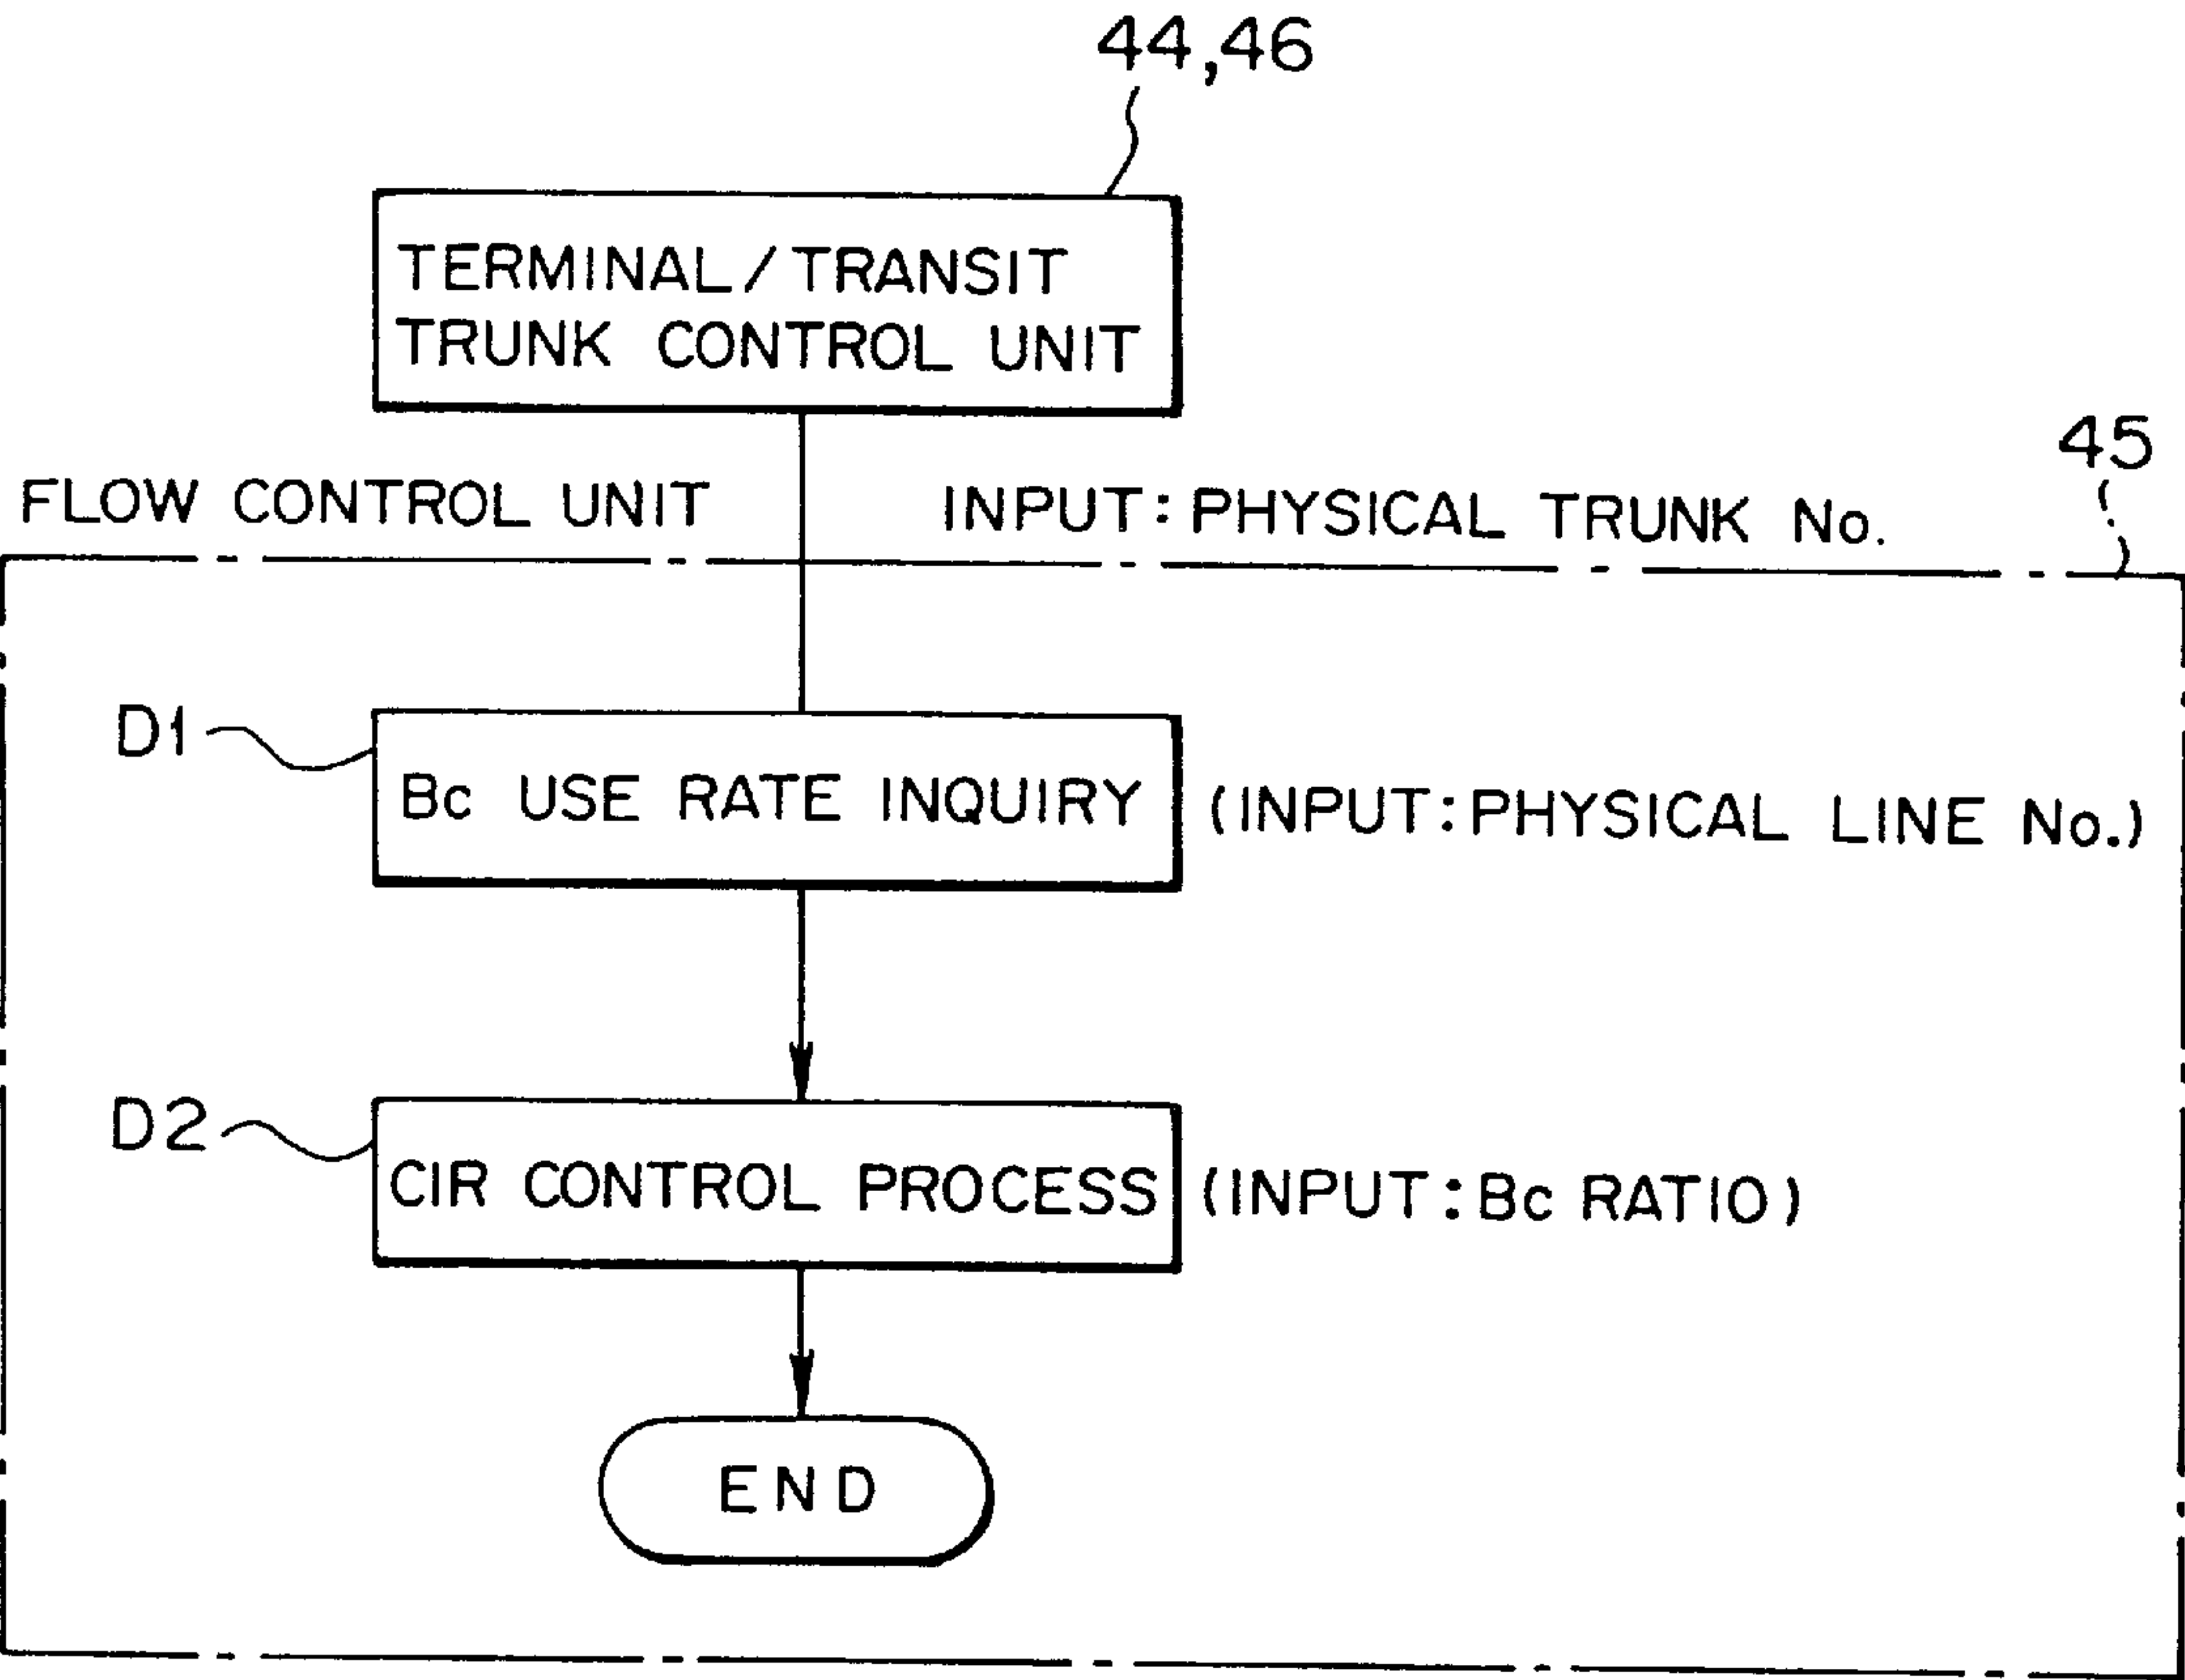 44,46
TERMINAL/TRANSIT
TRUNK CONTROL UNIT
45
FLOW CONTROL UNIT
INPUT:PHYSICAL TRUNK No.
D1
Bc USE RATE INQUIRY
(INPUT:PHYSICAL LINE No.)
D2
CIR CONTROL PROCESS
(INPUT:Bc RATIO)
END